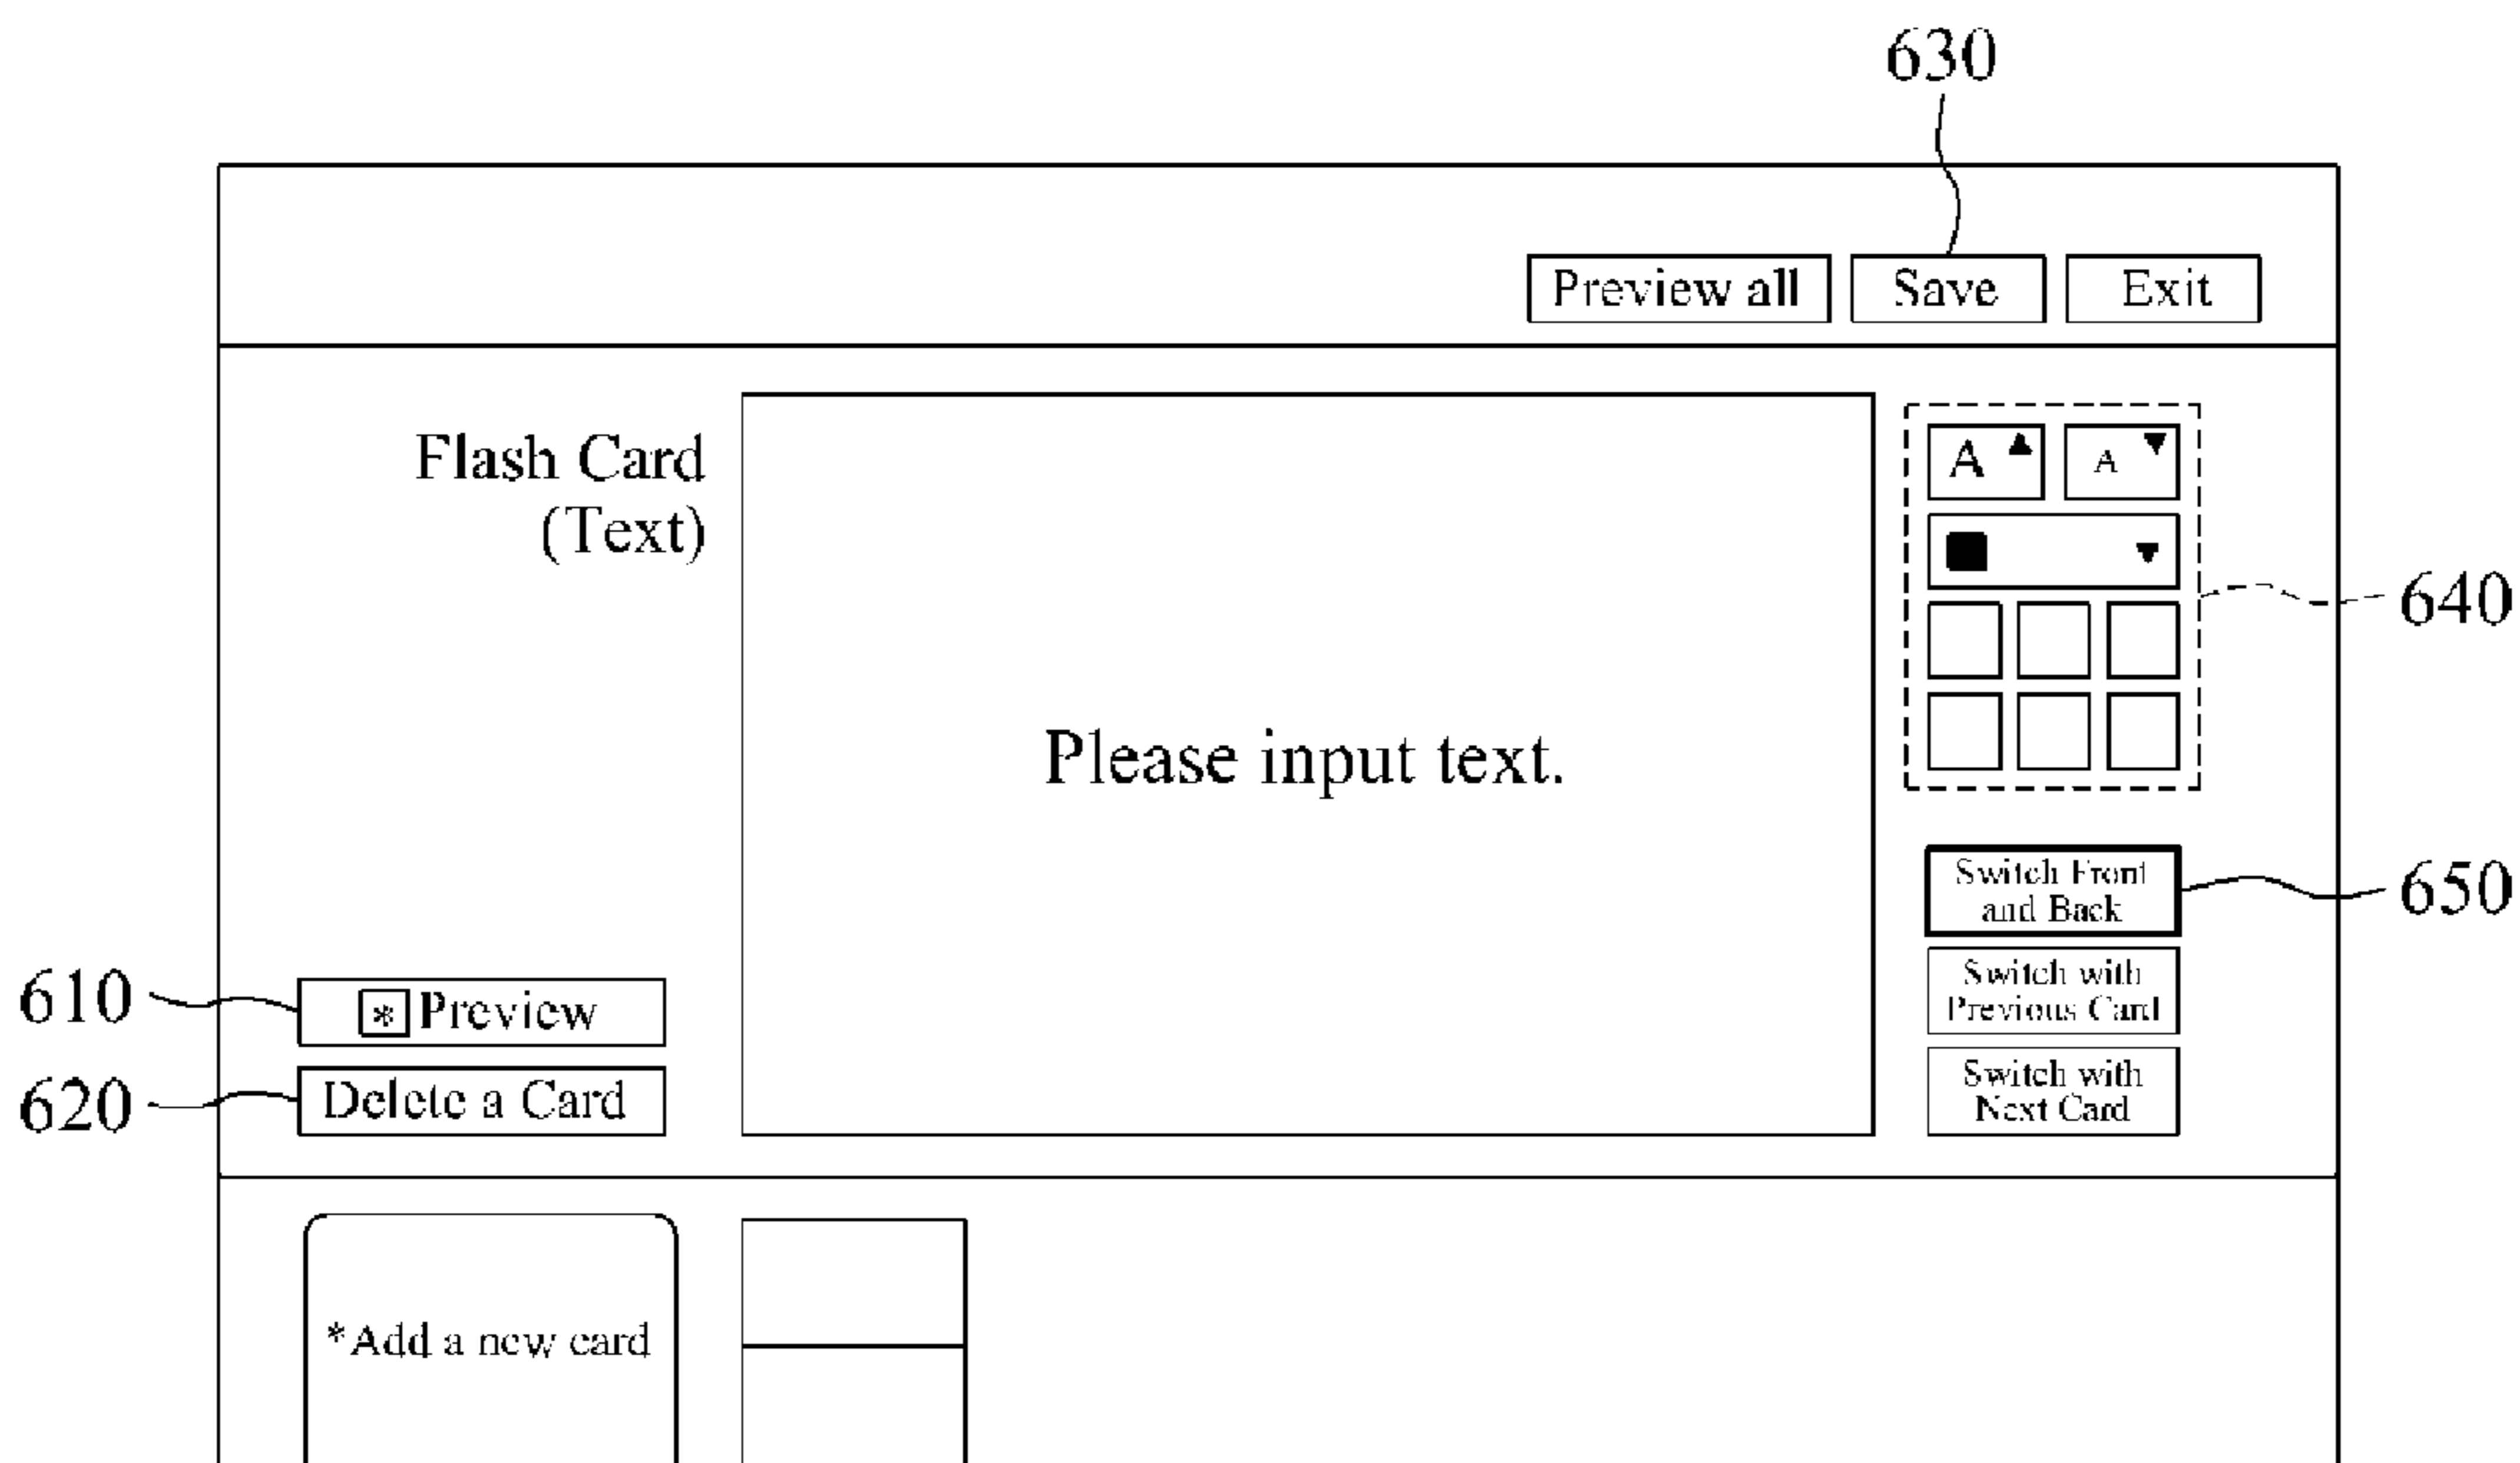 630
Preview all
Save
Exit
Flash Card
(Text)
A ▲
A ▼
■ ▼
640
Please input text.
Switch Front
and Back
650
Switch with
Previous Card
Switch with
Next Card
610
* Preview
620
Delete a Card
*Add a new card